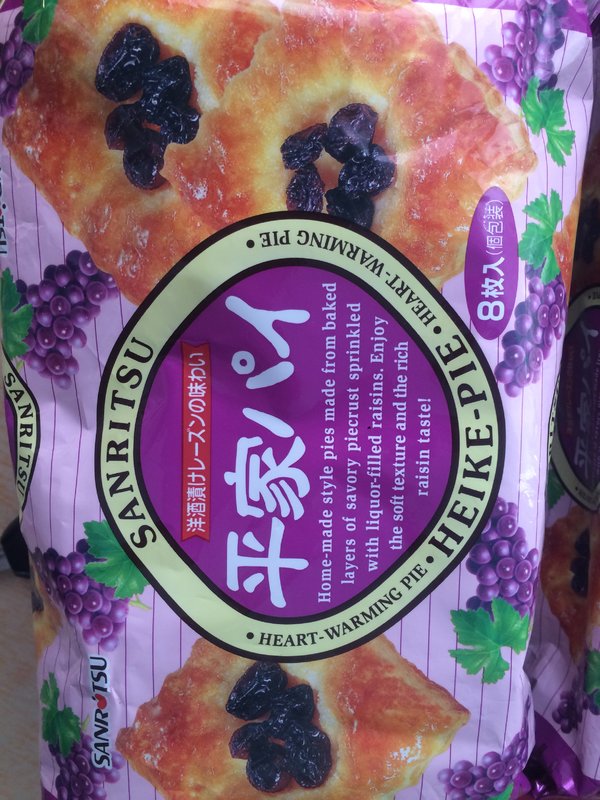 SANRITSU
洋酒漬けレーズンの味わい
平家パイ
Home-made style pies made from baked
layers of savory piecrust sprinkled
with liquor-filled raisins. Enjoy
the soft texture and the rich
raisin taste!
HEIKE-PIE
• HEART-WARMING PIE •
• HEART-WARMING PIE •
8枚入(個包装)
SANRITSU
SANRITSU